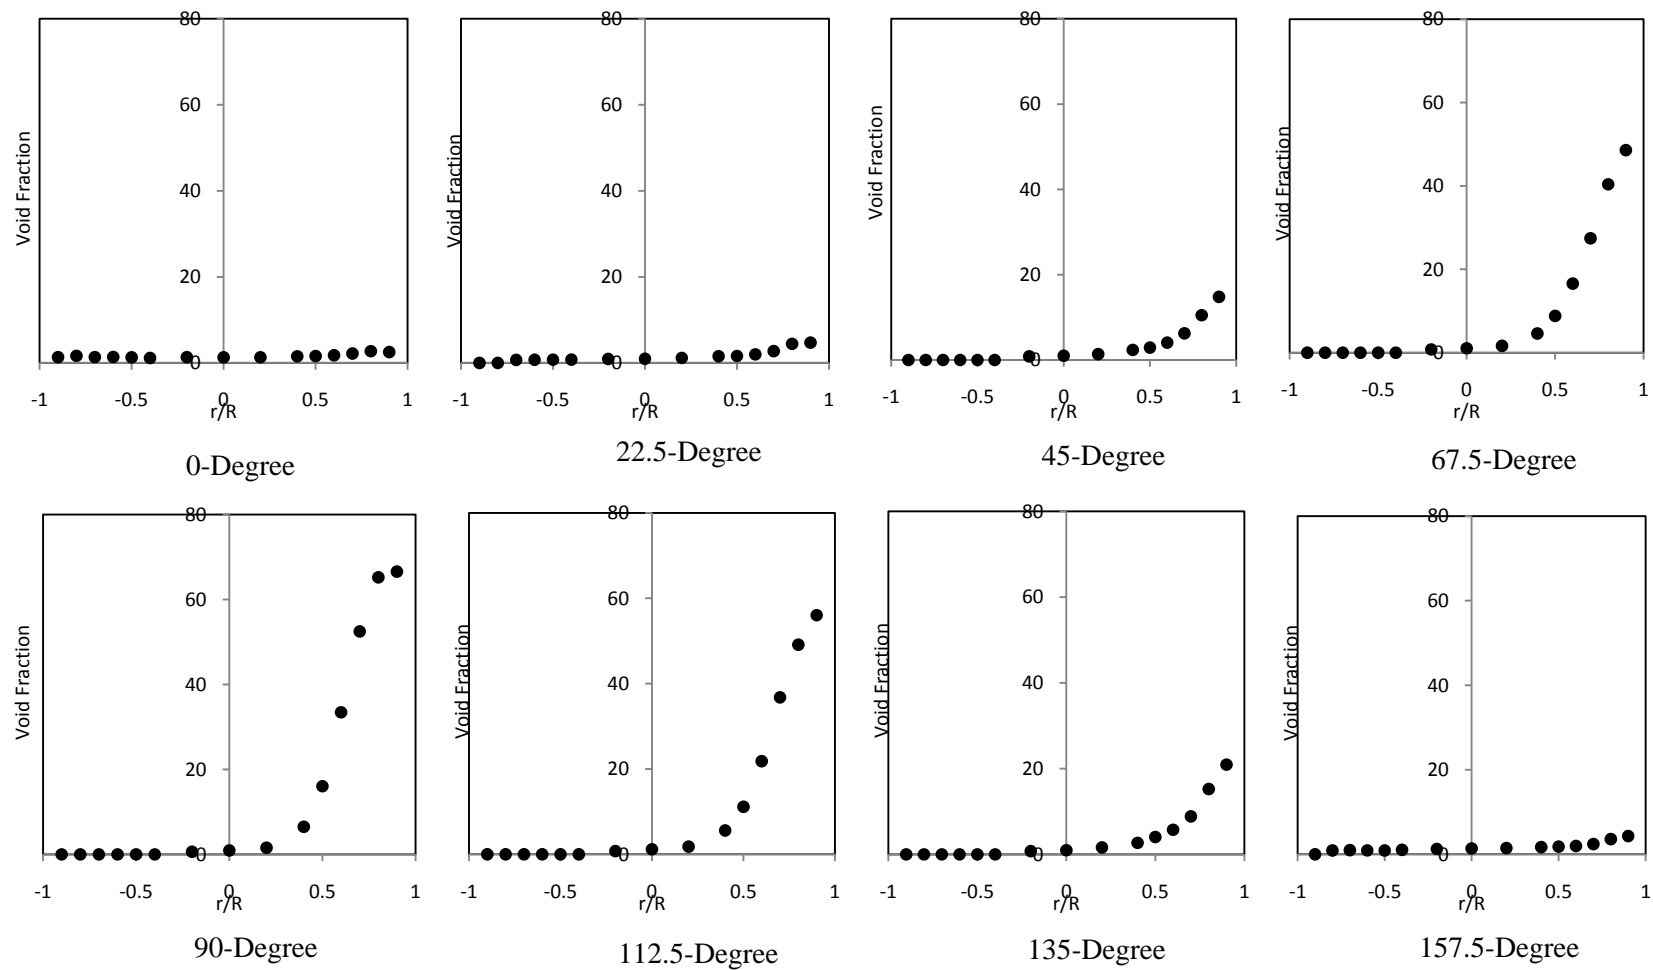 80
60
40
20
0
Void Fraction
-1 -0.5 0 0.5 1
r/R
0-Degree
80
60
40
20
0
Void Fraction
-1 -0.5 0 0.5 1
r/R
22.5-Degree
80
60
40
20
0
Void Fraction
-1 -0.5 0 0.5 1
r/R
45-Degree
80
60
40
20
0
Void Fraction
-1 -0.5 0 0.5 1
r/R
67.5-Degree
80
60
40
20
0
Void Fraction
-1 -0.5 0 0.5 1
r/R
90-Degree
80
60
40
20
0
Void Fraction
-1 -0.5 0 0.5 1
r/R
112.5-Degree
80
60
40
20
0
Void Fraction
-1 -0.5 0 0.5 1
r/R
135-Degree
80
60
40
20
0
Void Fraction
-1 -0.5 0 0.5 1
r/R
157.5-Degree